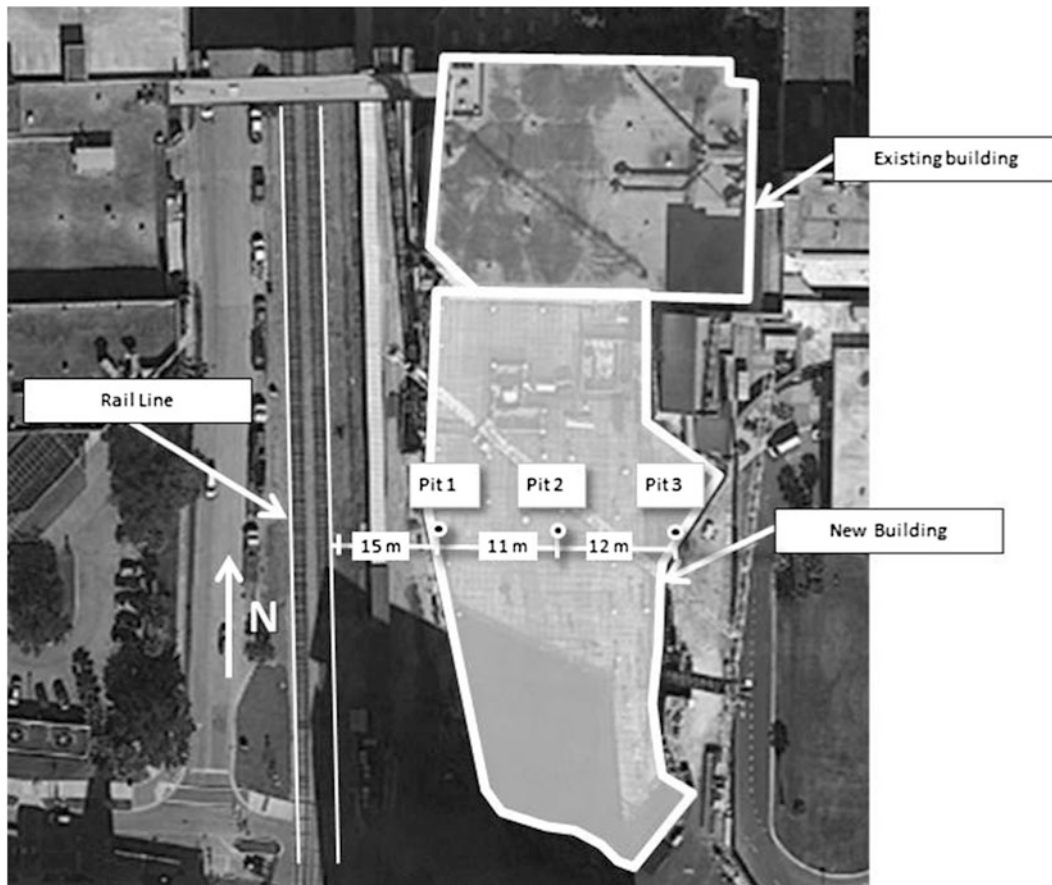 Existing building
Rail Line
Pit 1
Pit 2
Pit 3
New Building
15 m
11 m
12 m
N